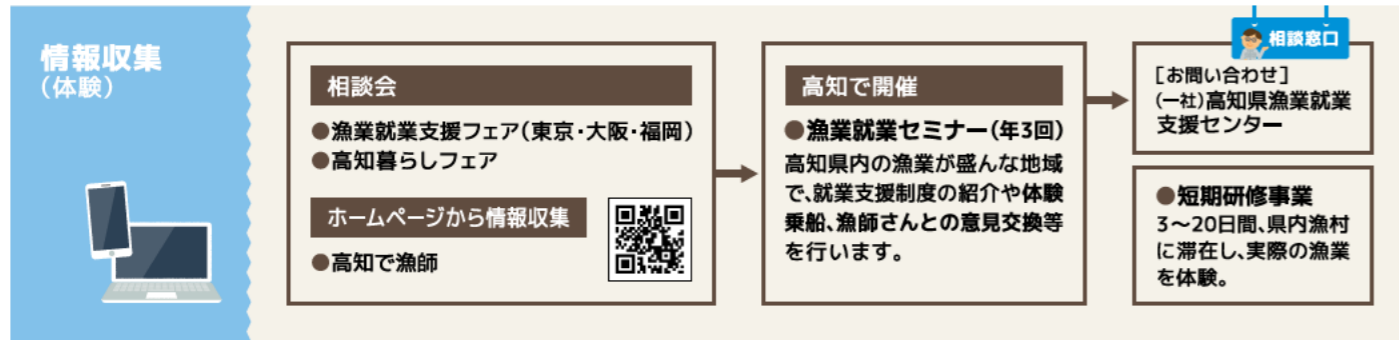 情報収集
（体験）
相談会
●漁業就業支援フェア（東京・大阪・福岡）
●高知暮らしフェア
ホームページから情報収集
●高知で漁師
高知で開催
●漁業就業セミナー（年3回）
高知県内の漁業が盛んな地域
で、就業支援制度の紹介や体験
乗船、漁師さんとの意見交換等
を行います。
相談窓口
［お問い合わせ］
（一社）高知県漁業就業
支援センター
●短期研修事業
3〜20日間、県内漁村
に滞在し、実際の漁業
を体験。